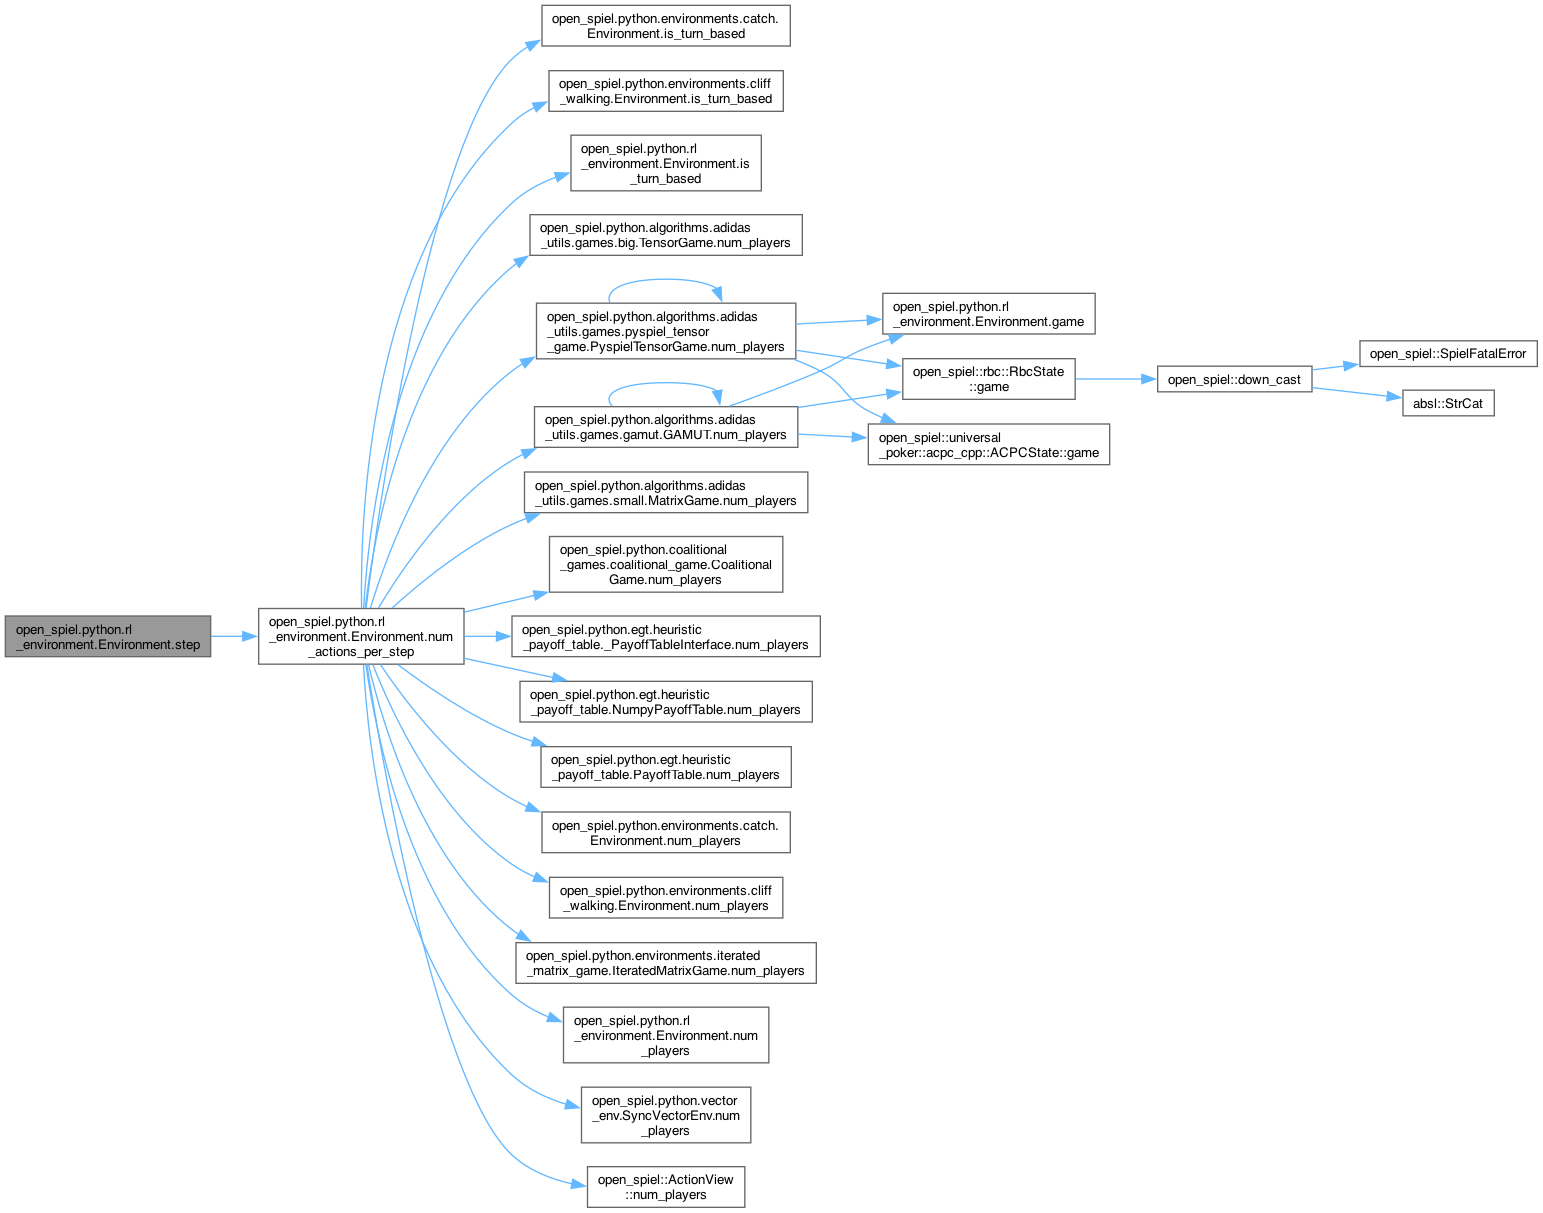 open_spiel.python.environments.catch.
Environment.is_turn_based
open_spiel.python.environments.cliff
_walking.Environment.is_turn_based
open_spiel.python.rl
_environment.Environment.is
_turn_based
open_spiel.python.algorithms.adidas
_utils.games.big.TensorGame.num_players
open_spiel.python.algorithms.adidas
_utils.games.pyspiel_tensor
_game.PyspielTensorGame.num_players
open_spiel.python.rl
_environment.Environment.game
open_spiel::rbc::RbcState
::game
open_spiel::down_cast
open_spiel::SpielFatalError
absl::StrCat
open_spiel.python.algorithms.adidas
_utils.games.gamut.GAMUT.num_players
open_spiel::universal
_poker::acpc_cpp::ACPCState::game
open_spiel.python.algorithms.adidas
_utils.games.small.MatrixGame.num_players
open_spiel.python.coalitional
_games.coalitional_game.Coalitional
Game.num_players
open_spiel.python.rl
_environment.Environment.step
open_spiel.python.rl
_environment.Environment.num
_actions_per_step
open_spiel.python.egt.heuristic
_payoff_table._PayoffTableInterface.num_players
open_spiel.python.egt.heuristic
_payoff_table.NumpyPayoffTable.num_players
open_spiel.python.egt.heuristic
_payoff_table.PayoffTable.num_players
open_spiel.python.environments.catch.
Environment.num_players
open_spiel.python.environments.cliff
_walking.Environment.num_players
open_spiel.python.environments.iterated
_matrix_game.IteratedMatrixGame.num_players
open_spiel.python.rl
_environment.Environment.num
_players
open_spiel.python.vector
_env.SyncVectorEnv.num
_players
open_spiel::ActionView
::num_players